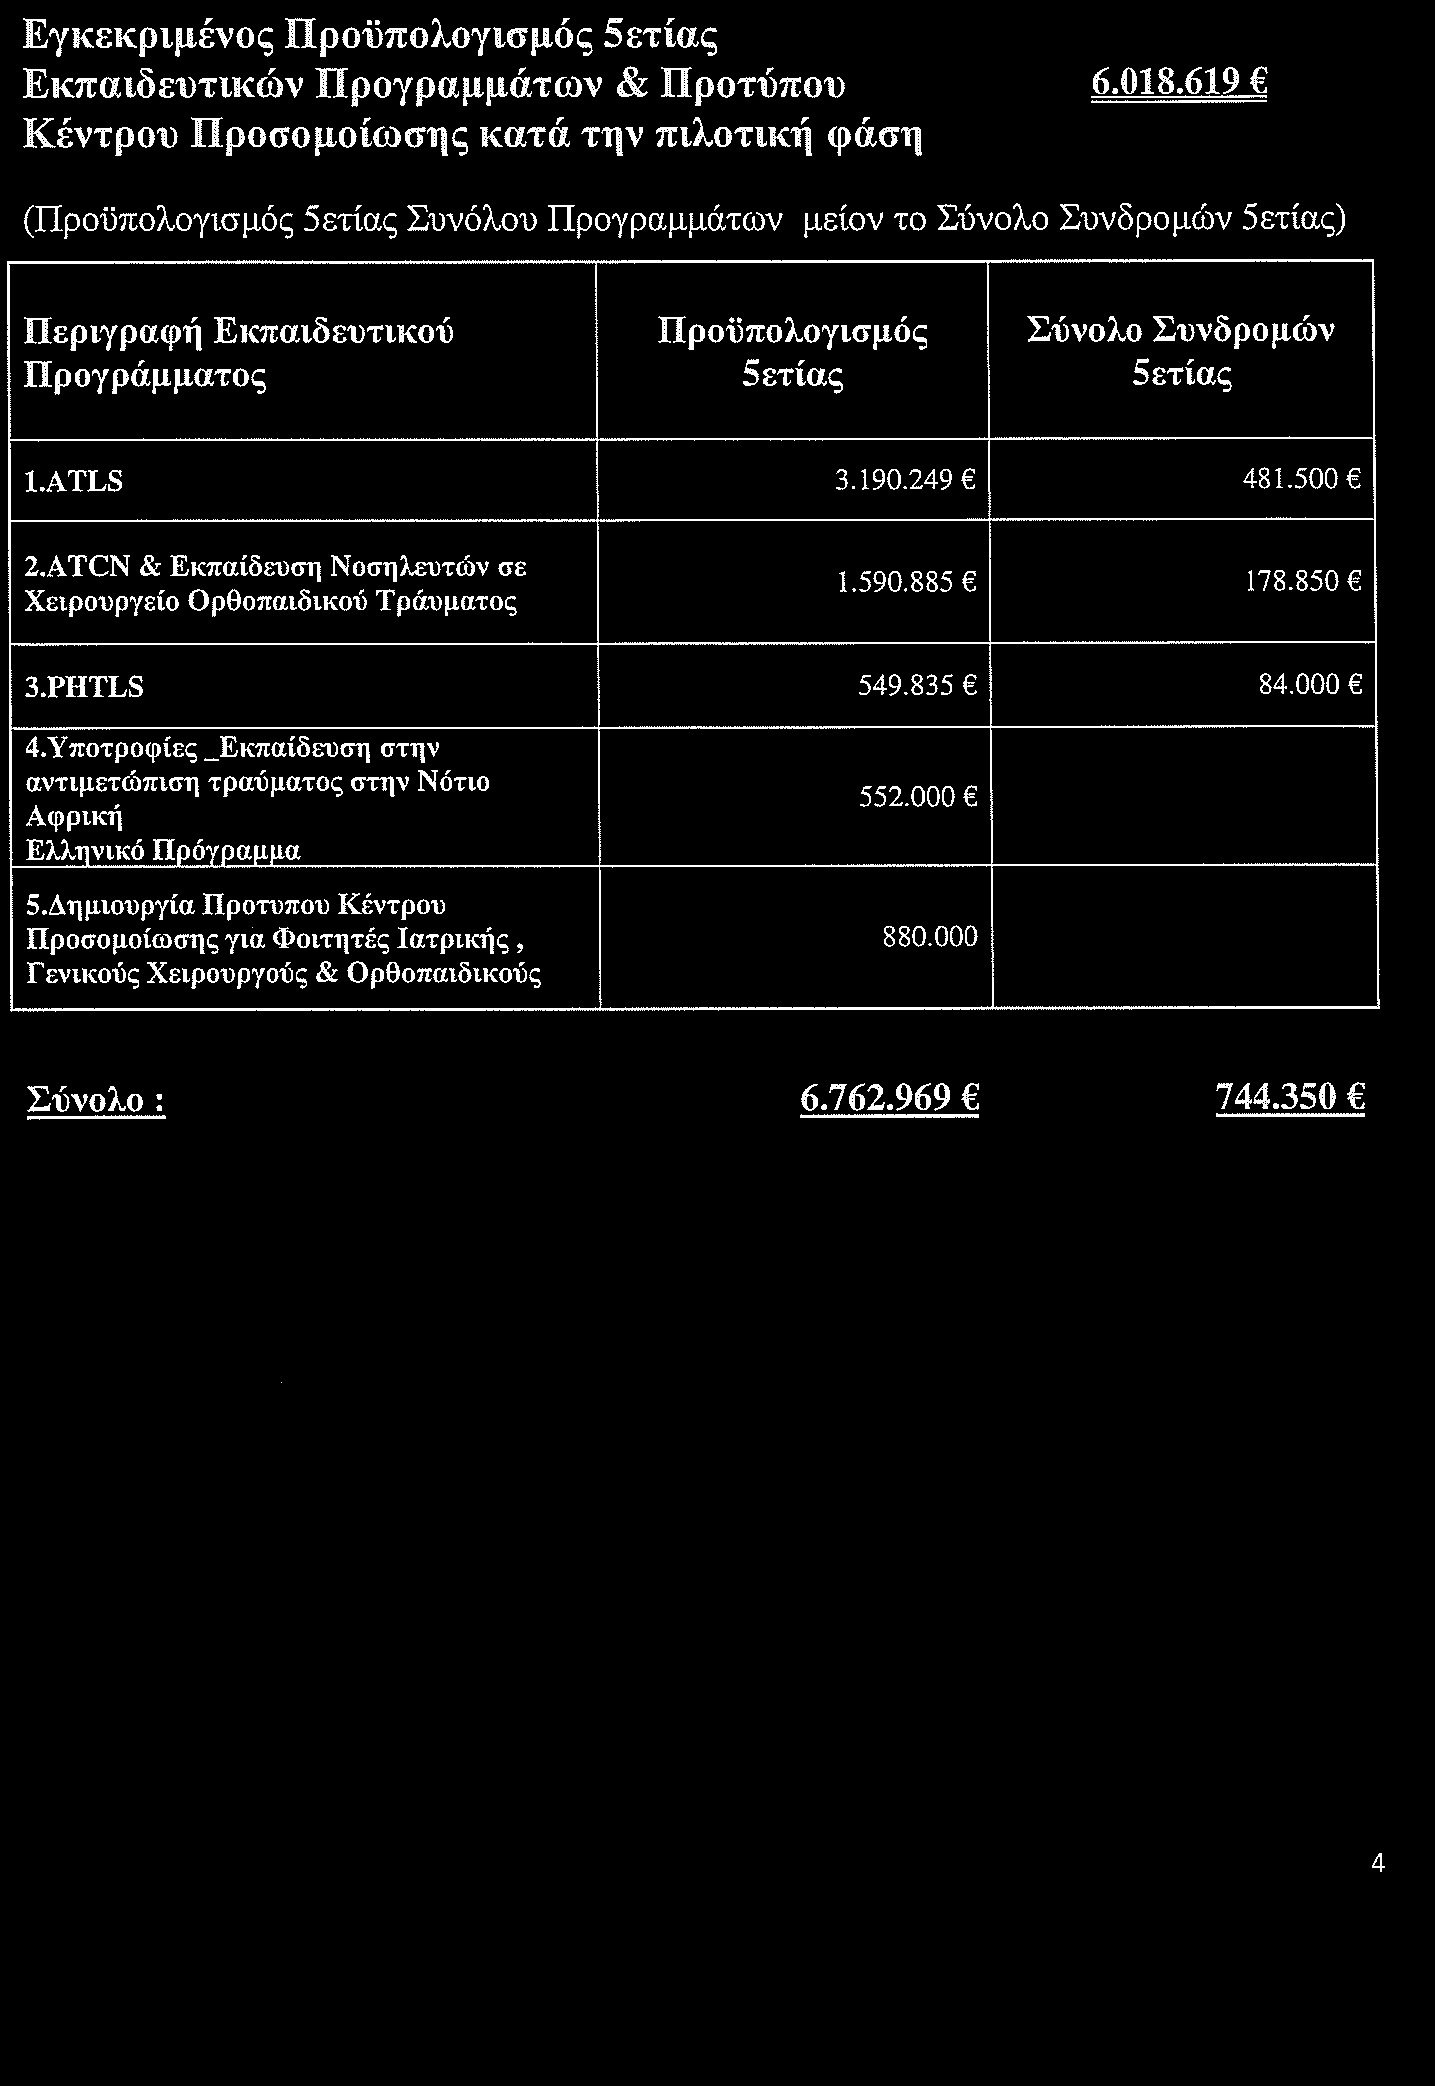 Εγκεκριμένος Προϋπολογισμός 5ετίας
Εκπαιδευτικών Προγραμμάτων & Προτύπου
6.018.619 €
Κέντρου Προσομοίωσης κατά την πιλοτική φάση
(Προϋπολογισμός 5ετίας Συνόλου Προγραμμάτων μείον το Σύνολο Συνδρομών 5ετίας)
Περιγραφή Εκπαιδευτικού
Προγράμματος
Προϋπολογισμός
5ετίας
Σύνολο Συνδρομών
5ετίας
1.ATLS
3.190.249 €
481.500 €
2.ATCN & Εκπαίδευση Νοσηλευτών σε
Χειρουργείο Ορθοπαιδικού Τράυματος
1.590.885 €
178.850 €
3.PHTLS
549.835 €
84.000 €
4.Υποτροφίες _Εκπαίδευση στην
αντιμετώπιση τραύματος στην Νότιο
Αφρική
Ελληνικό Πρόγραμμα
552.000 €
5.Δημιουργία Προτυπου Κέντρου
Προσομοίωσης για Φοιτητές Ιατρικής ,
Γενικούς Χειρουργούς & Ορθοπαιδικούς
880.000
Σύνολο :
6.762.969 €
744.350 €
4